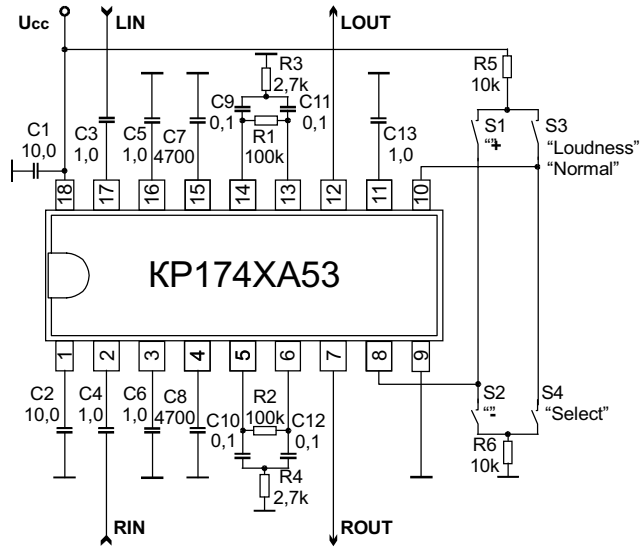 Ucc
LIN
LOUT
R3
2,7k
R5
10k
C1
10,0
C3
1,0
C5
1,0
C7
4700
C9
0,1
R1
100k
C11
0,1
C13
1,0
S1
“”+
S3
“Loudness”
“Normal”
18
17
16
15
14
13
12
11
10
КР174ХА53
1
2
3
4
5
6
7
8
9
C2
10,0
C4
1,0
C6
1,0
C8
4700
C10
0,1
R2
100k
C12
0,1
R4
2,7k
S2
“”-
S4
“Select”
R6
10k
RIN
ROUT